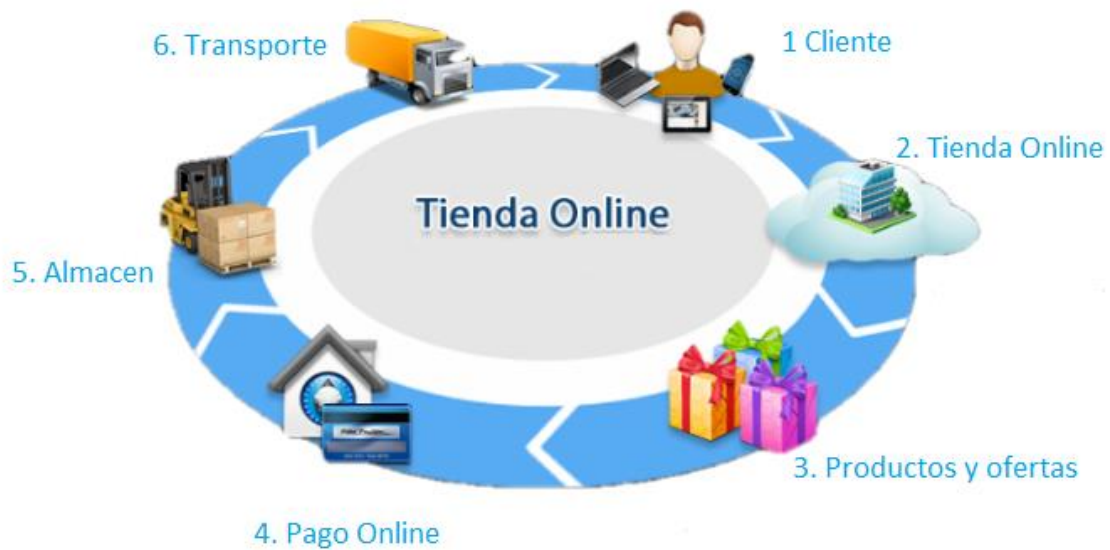 6. Transporte
1 Cliente
2. Tienda Online
Tienda Online
5. Almacen
3. Productos y ofertas
4. Pago Online